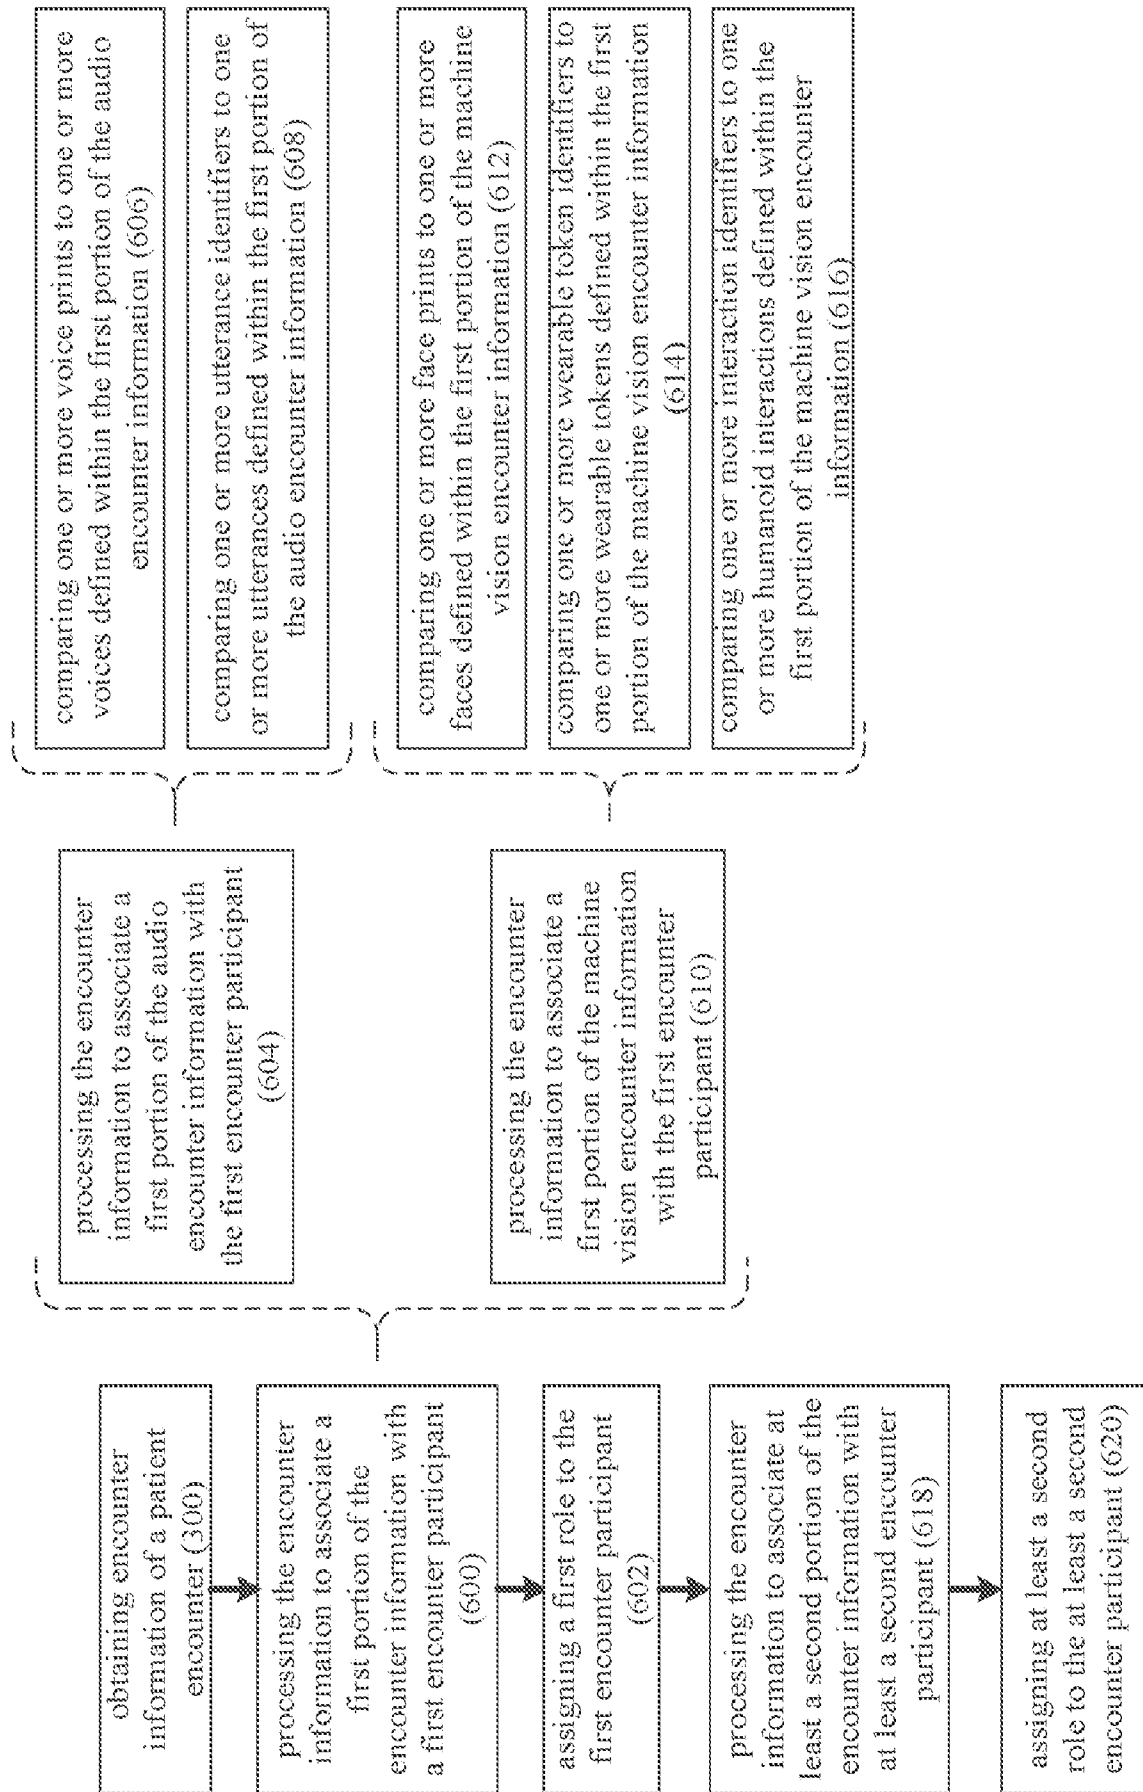 obtaining encounter
information of a patient
encounter (300)
processing the encounter
information to associate a
first portion of the
encounter information with
a first encounter participant
(600)
assigning a first role to the
first encounter participant
(602)
processing the encounter
information to associate at
least a second portion of the
encounter information with
at least a second encounter
participant (618)
assigning at least a second
role to the at least a second
encounter participant (620)
processing the encounter
information to associate a
first portion of the audio
encounter information with
the first encounter participant
(604)
processing the encounter
information to associate a
first portion of the machine
vision encounter information
with the first encounter
participant (610)
comparing one or more voice prints to one or more
voices defined within the first portion of the audio
encounter information (606)
comparing one or more utterance identifiers to one
or more utterances defined within the first portion of
the audio encounter information (608)
comparing one or more face prints to one or more
faces defined within the first portion of the machine
vision encounter information (612)
comparing one or more wearable token identifiers to
one or more wearable tokens defined within the first
portion of the machine vision encounter information
(614)
comparing one or more interaction identifiers to one
or more humanoid interactions defined within the
first portion of the machine vision encounter
information (616)